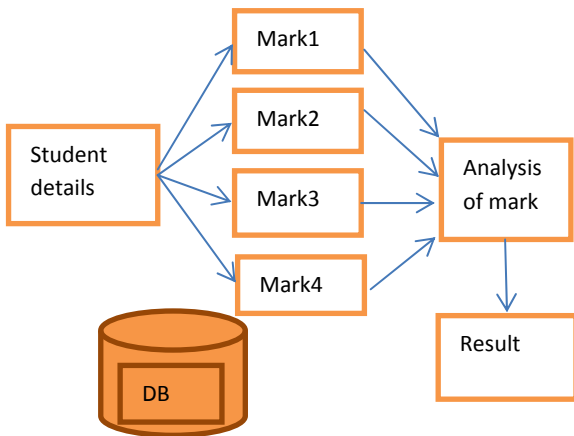 Mark1
Mark2
Student
details
Mark3
Analysis
of mark
Mark4
Result
DB